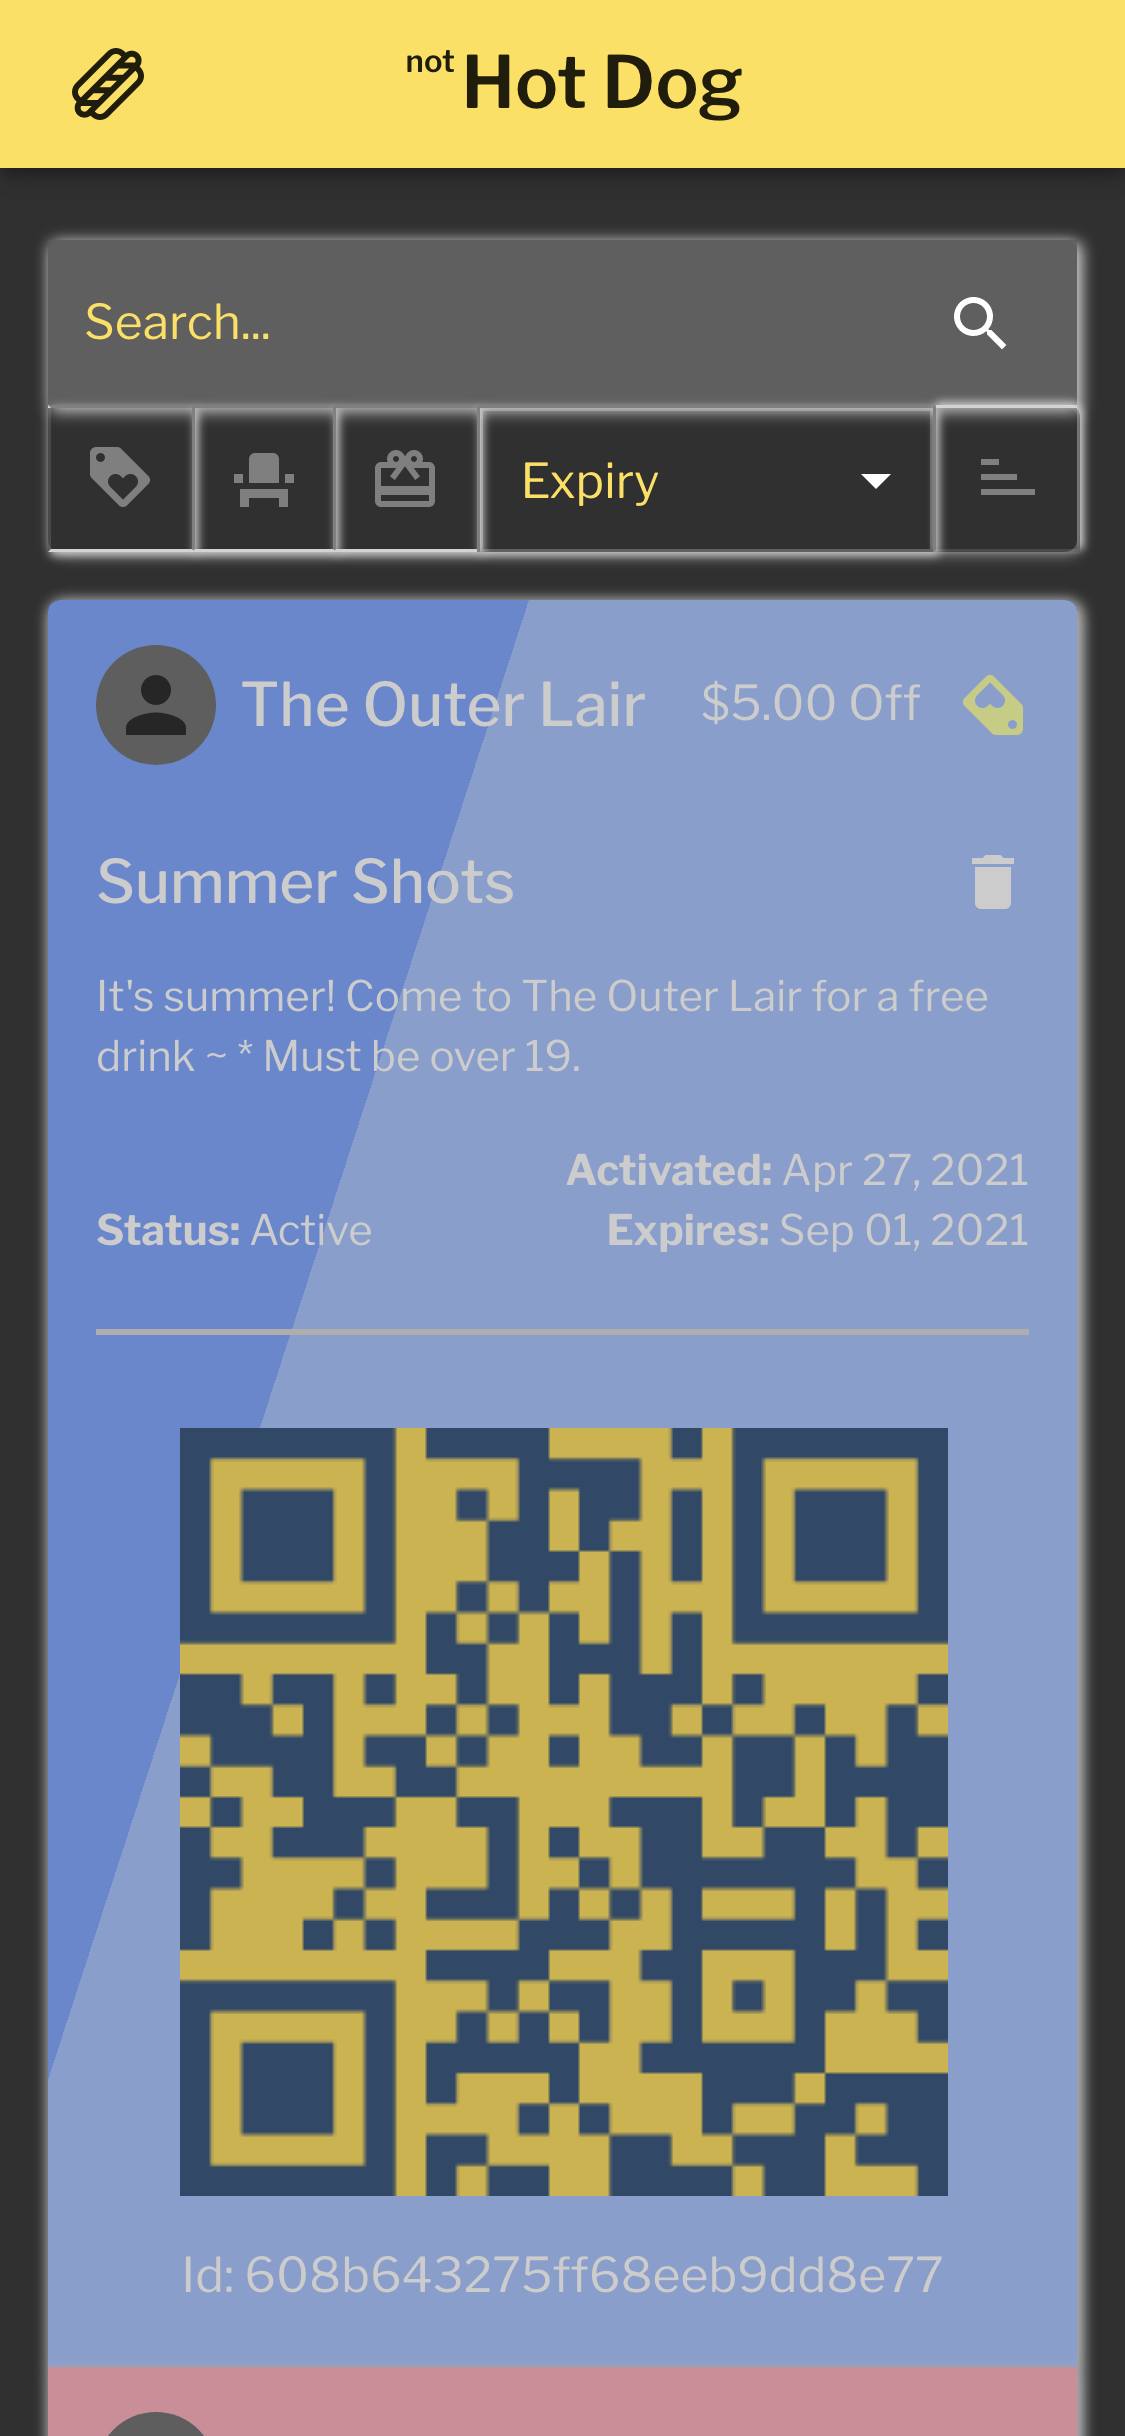 not Hot Dog
Search...
Expiry
The Outer Lair $5.00 Off
Summer Shots
It's summer! Come to The Outer Lair for a free
drink ~ * Must be over 19.
Activated: Apr 27, 2021
Status: Active Expires: Sep 01, 2021
Id: 608b643275ff68eeb9dd8e77